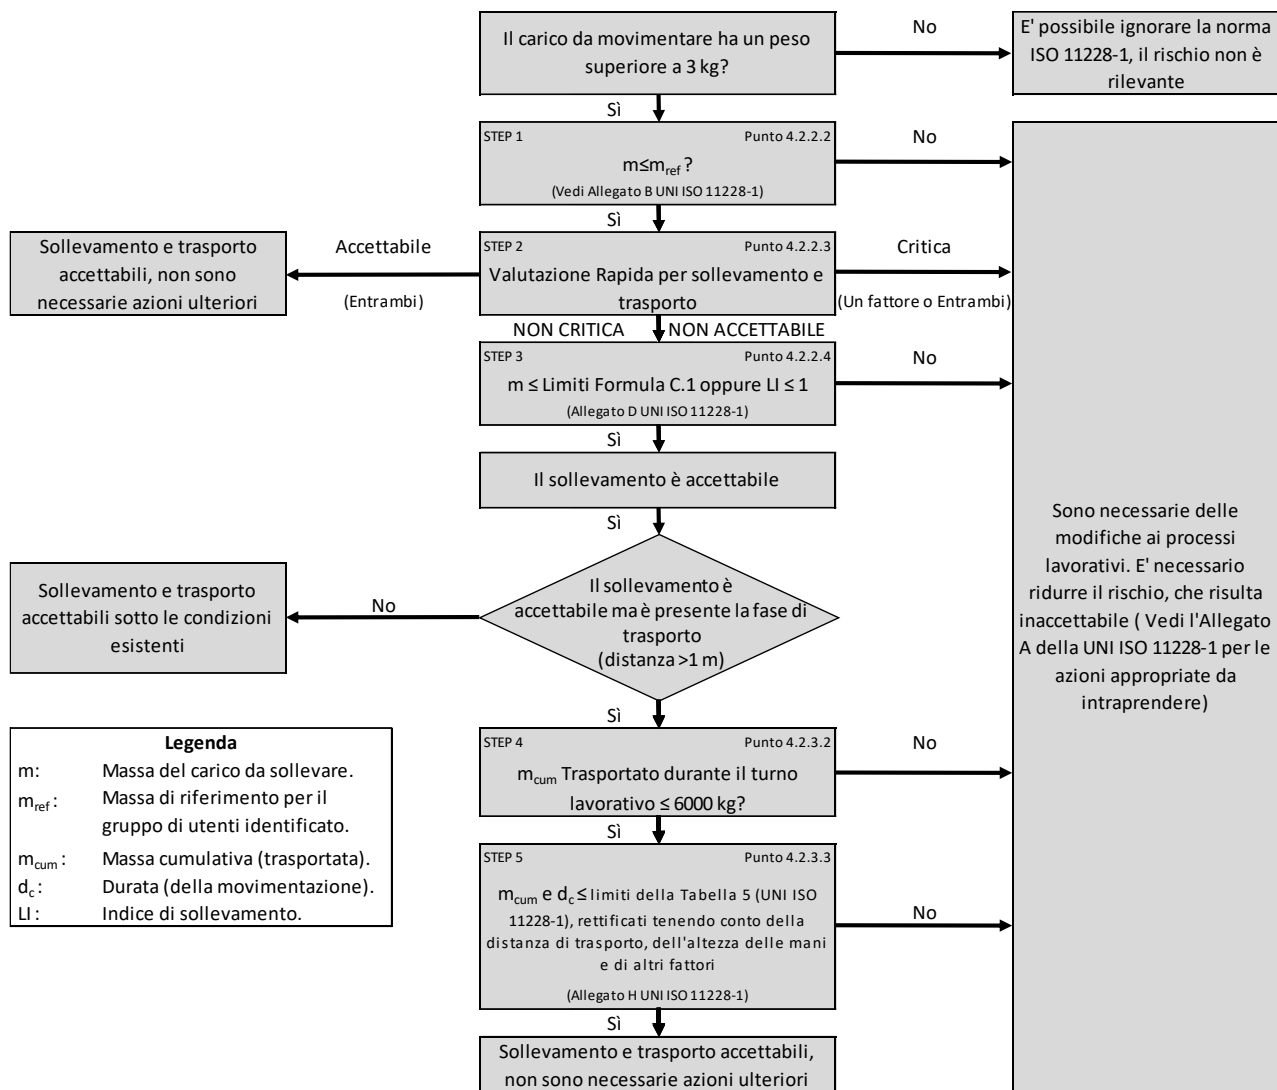 Il carico da movimentare ha un peso
superiore a 3 kg?
No
E' possibile ignorare la norma
ISO 11228-1, il rischio non è
rilevante
Sì
STEP 1 Punto 4.2.2.2
m≤mref ?
(Vedi Allegato B UNI ISO 11228-1)
No
Sì
Sollevamento e trasporto
accettabili, non sono
necessarie azioni ulteriori
Accettabile
(Entrambi)
STEP 2 Punto 4.2.2.3
Valutazione Rapida per sollevamento e
trasporto
Critica
(Un fattore o Entrambi)
NON CRITICA NON ACCETTABILE
STEP 3 Punto 4.2.2.4
m ≤ Limiti Formula C.1 oppure LI ≤ 1
(Allegato D UNI ISO 11228-1)
No
Sì
Il sollevamento è accettabile
Sì
Sollevamento e trasporto
accettabili sotto le condizioni
esistenti
No
Il sollevamento è
accettabile ma è presente la fase di
trasporto
(distanza >1 m)
Sono necessarie delle
modifiche ai processi
lavorativi. E' necessario
ridurre il rischio, che risulta
inaccettabile ( Vedi l'Allegato
A della UNI ISO 11228-1 per le
azioni appropriate da
intraprendere)
Sì
STEP 4 Punto 4.2.3.2
mcum Trasportato durante il turno
lavorativo ≤ 6000 kg?
No
Sì
STEP 5 Punto 4.2.3.3
mcum e dc ≤ limiti della Tabella 5 (UNI ISO
11228-1), rettificati tenendo conto della
distanza di trasporto, dell'altezza delle mani
e di altri fattori
(Allegato H UNI ISO 11228-1)
No
Sì
Sollevamento e trasporto accettabili,
non sono necessarie azioni ulteriori
Legenda
m: Massa del carico da sollevare.
mref : Massa di riferimento per il
gruppo di utenti identificato.
mcum : Massa cumulativa (trasportata).
dc : Durata (della movimentazione).
LI : Indice di sollevamento.